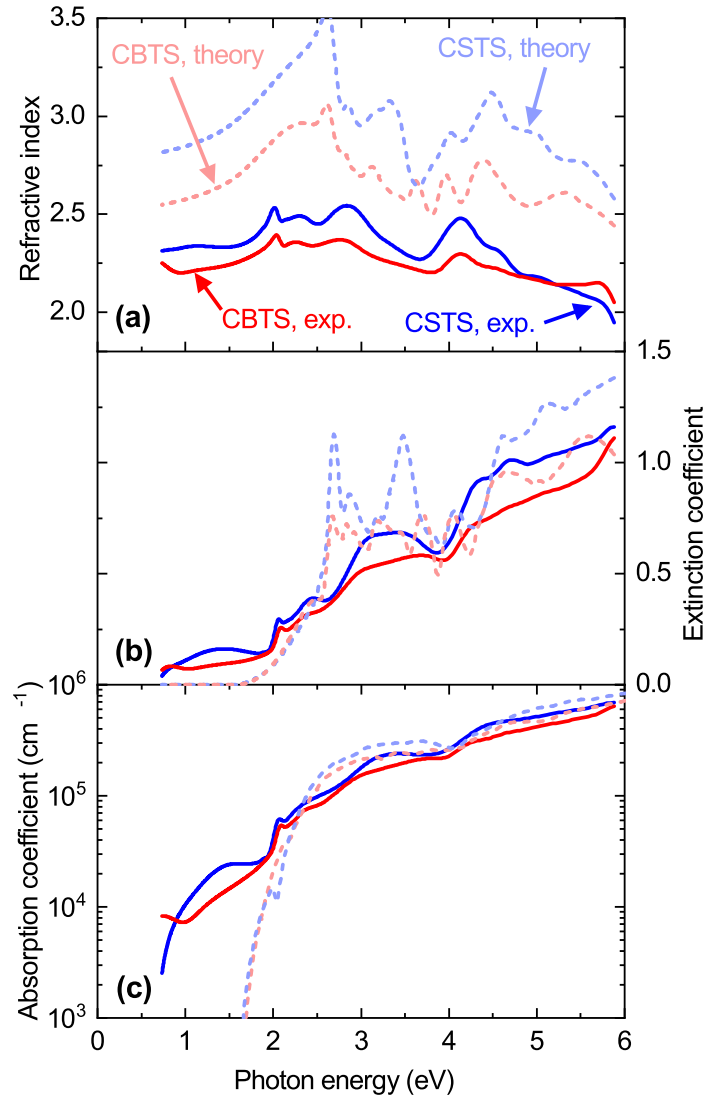 3.5
3.0
2.5
2.0
Refractive index
CBTS, theory
CSTS, theory
(a)
CBTS, exp.
CSTS, exp.
1.5
1.0
0.5
0.0
Extinction coefficient
(b)
10^6
10^5
10^4
10^3
Absorption coefficient (cm ^-1)
(c)
0 1 2 3 4 5 6
Photon energy (eV)